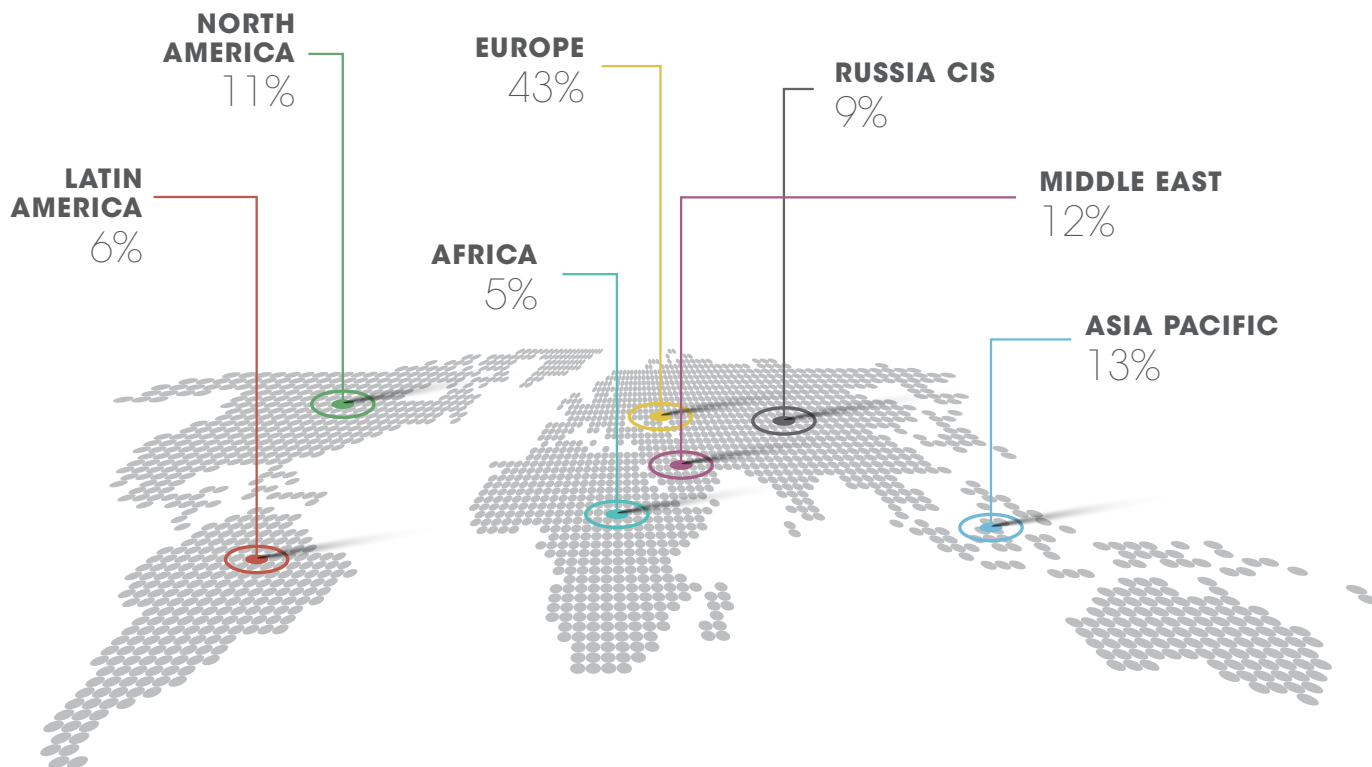 NORTH
AMERICA
11%
EUROPE
43%
RUSSIA CIS
9%
LATIN
AMERICA
6%
MIDDLE EAST
12%
AFRICA
5%
ASIA PACIFIC
13%